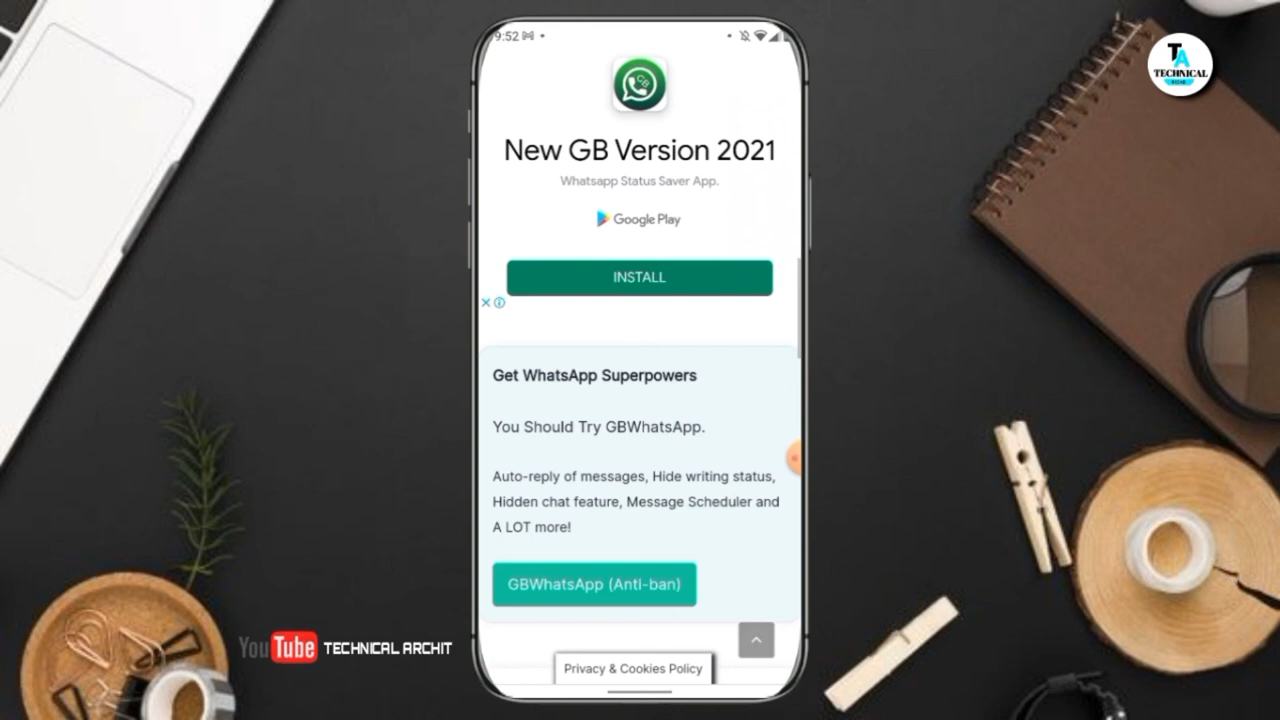 9:52
TA
TECHNICAL
New GB Version 2021
Whatsapp Status Saver App.
Google Play
INSTALL
Get WhatsApp Superpowers
You Should Try GBWhatsApp.
Auto-reply of messages, Hide writing status,
Hidden chat feature, Message Scheduler and
A LOT more!
GBWhatsApp (Anti-ban)
YouTube TECHNICAL ARCHIT
Privacy & Cookies Policy